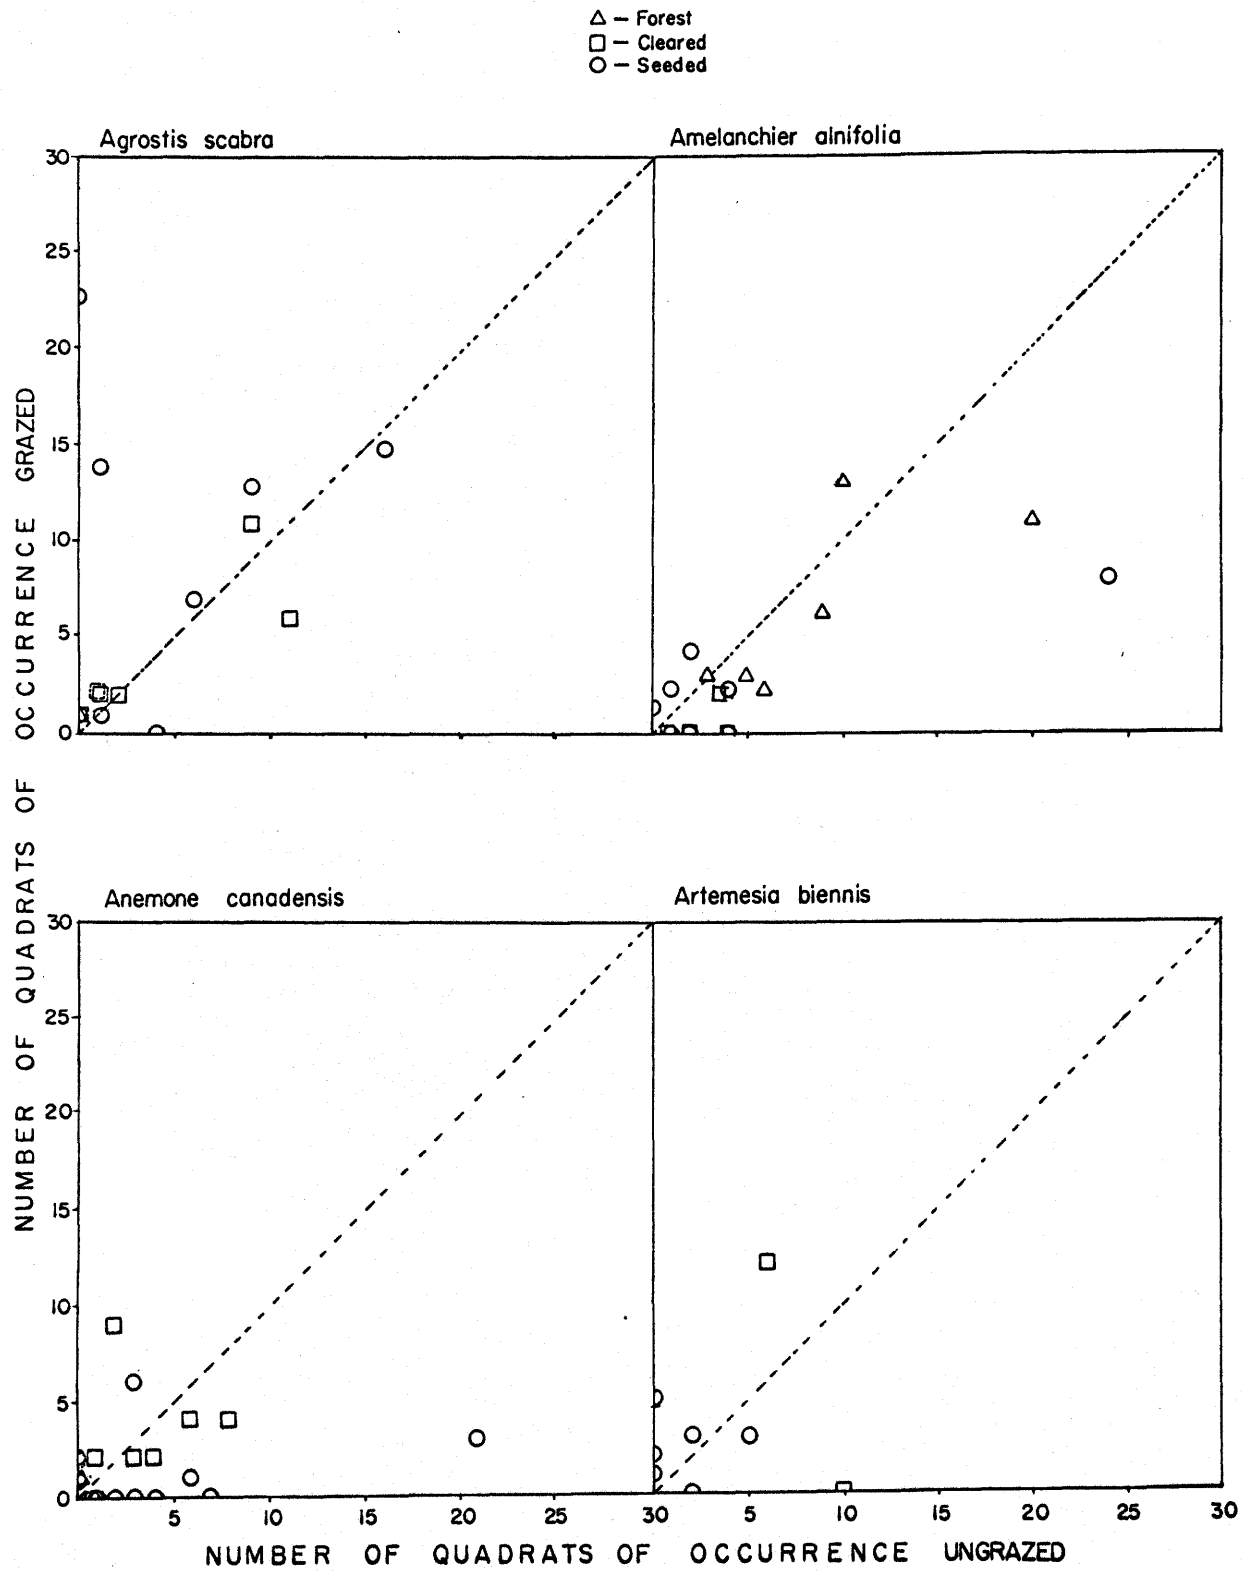 △ – Forest
□ – Cleared
○ – Seeded
Agrostis scabra
Amelanchier alnifolia
30
25
20
15
10
5
0
Anemone canadensis
Artemesia biennis
30
25
20
15
10
5
0
5 10 15 20 25 30 5 10 15 20 25 30
NUMBER OF QUADRATS OF OCCURRENCE UNGRAZED
NUMBER OF QUADRATS OF OCCURRENCE GRAZED